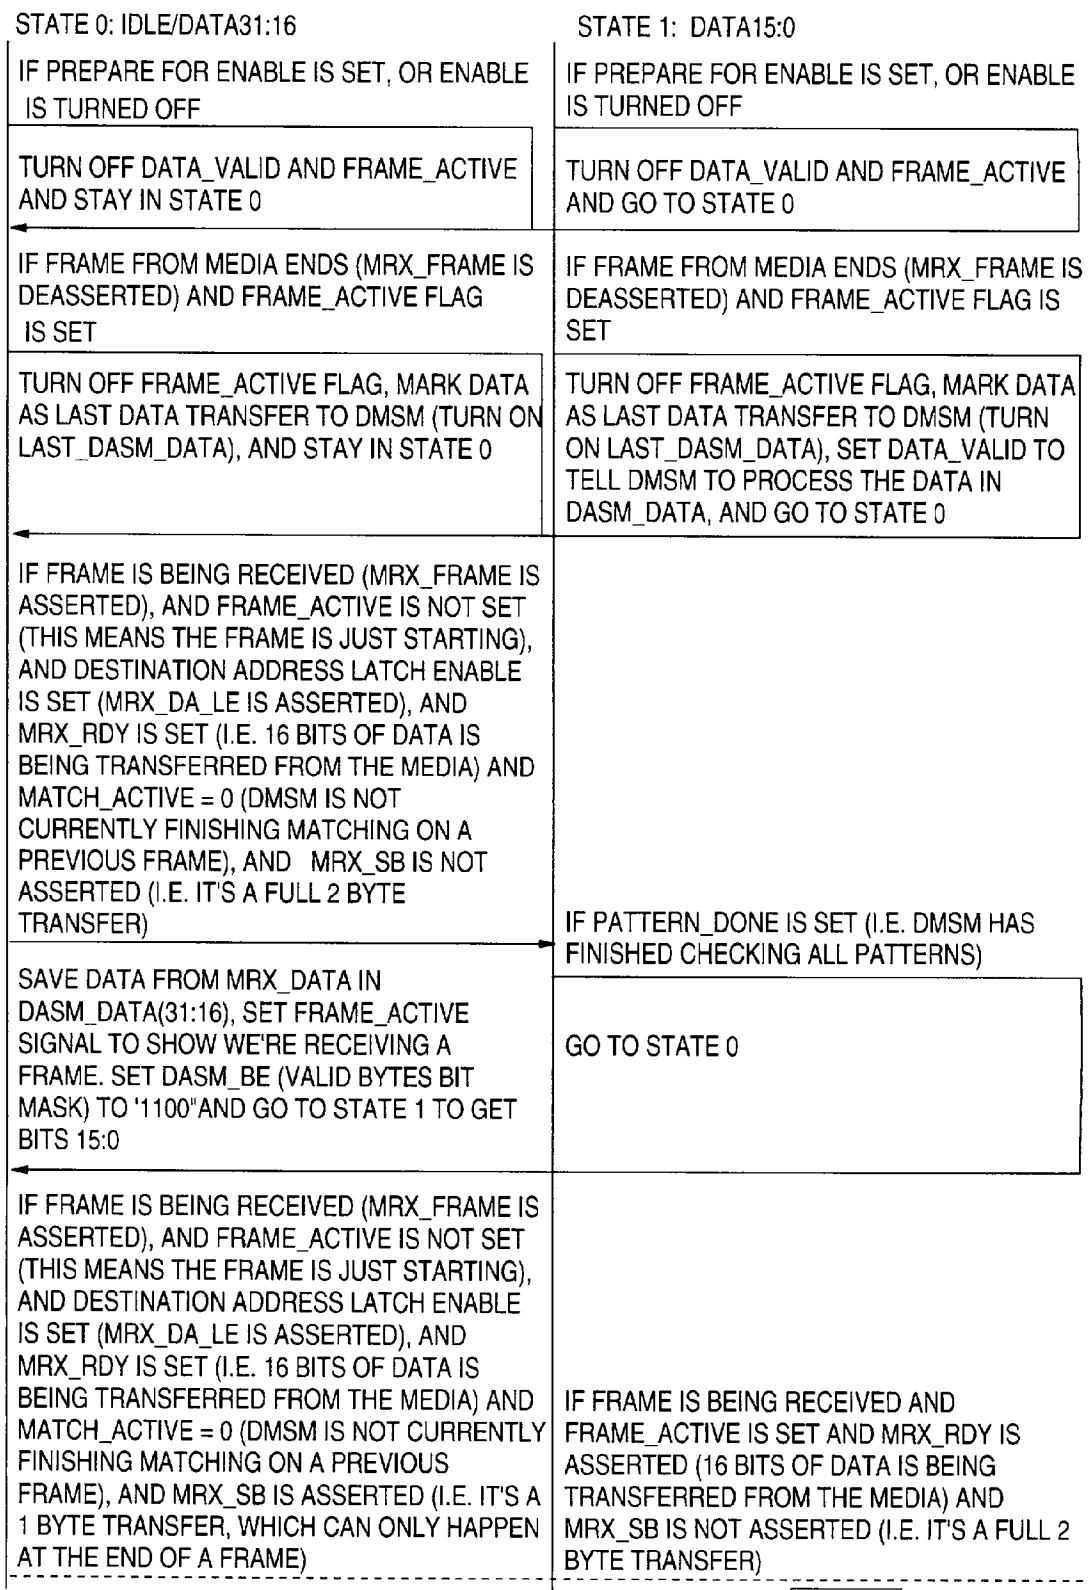 STATE 0: IDLE/DATA31:16
IF PREPARE FOR ENABLE IS SET, OR ENABLE
IS TURNED OFF
TURN OFF DATA_VALID AND FRAME_ACTIVE
AND STAY IN STATE 0
IF FRAME FROM MEDIA ENDS (MRX_FRAME IS
DEASSERTED) AND FRAME_ACTIVE FLAG
IS SET
TURN OFF FRAME_ACTIVE FLAG, MARK DATA
AS LAST DATA TRANSFER TO DMSM (TURN ON
LAST_DASM_DATA), AND STAY IN STATE 0
IF FRAME IS BEING RECEIVED (MRX_FRAME IS
ASSERTED), AND FRAME_ACTIVE IS NOT SET
(THIS MEANS THE FRAME IS JUST STARTING),
AND DESTINATION ADDRESS LATCH ENABLE
IS SET (MRX_DA_LE IS ASSERTED), AND
MRX_RDY IS SET (I.E. 16 BITS OF DATA IS
BEING TRANSFERRED FROM THE MEDIA) AND
MATCH_ACTIVE = 0 (DMSM IS NOT
CURRENTLY FINISHING MATCHING ON A
PREVIOUS FRAME), AND MRX_SB IS NOT
ASSERTED (I.E. IT'S A FULL 2 BYTE
TRANSFER)
SAVE DATA FROM MRX_DATA IN
DASM_DATA(31:16), SET FRAME_ACTIVE
SIGNAL TO SHOW WE'RE RECEIVING A
FRAME. SET DASM_BE (VALID BYTES BIT
MASK) TO '1100"AND GO TO STATE 1 TO GET
BITS 15:0
IF FRAME IS BEING RECEIVED (MRX_FRAME IS
ASSERTED), AND FRAME_ACTIVE IS NOT SET
(THIS MEANS THE FRAME IS JUST STARTING),
AND DESTINATION ADDRESS LATCH ENABLE
IS SET (MRX_DA_LE IS ASSERTED), AND
MRX_RDY IS SET (I.E. 16 BITS OF DATA IS
BEING TRANSFERRED FROM THE MEDIA) AND
MATCH_ACTIVE = 0 (DMSM IS NOT CURRENTLY
FINISHING MATCHING ON A PREVIOUS
FRAME), AND MRX_SB IS ASSERTED (I.E. IT'S A
1 BYTE TRANSFER, WHICH CAN ONLY HAPPEN
AT THE END OF A FRAME)
STATE 1: DATA15:0
IF PREPARE FOR ENABLE IS SET, OR ENABLE
IS TURNED OFF
TURN OFF DATA_VALID AND FRAME_ACTIVE
AND GO TO STATE 0
IF FRAME FROM MEDIA ENDS (MRX_FRAME IS
DEASSERTED) AND FRAME_ACTIVE FLAG IS
SET
TURN OFF FRAME_ACTIVE FLAG, MARK DATA
AS LAST DATA TRANSFER TO DMSM (TURN
ON LAST_DASM_DATA), SET DATA_VALID TO
TELL DMSM TO PROCESS THE DATA IN
DASM_DATA, AND GO TO STATE 0
IF PATTERN_DONE IS SET (I.E. DMSM HAS
FINISHED CHECKING ALL PATTERNS)
GO TO STATE 0
IF FRAME IS BEING RECEIVED AND
FRAME_ACTIVE IS SET AND MRX_RDY IS
ASSERTED (16 BITS OF DATA IS BEING
TRANSFERRED FROM THE MEDIA) AND
MRX_SB IS NOT ASSERTED (I.E. IT'S A FULL 2
BYTE TRANSFER)